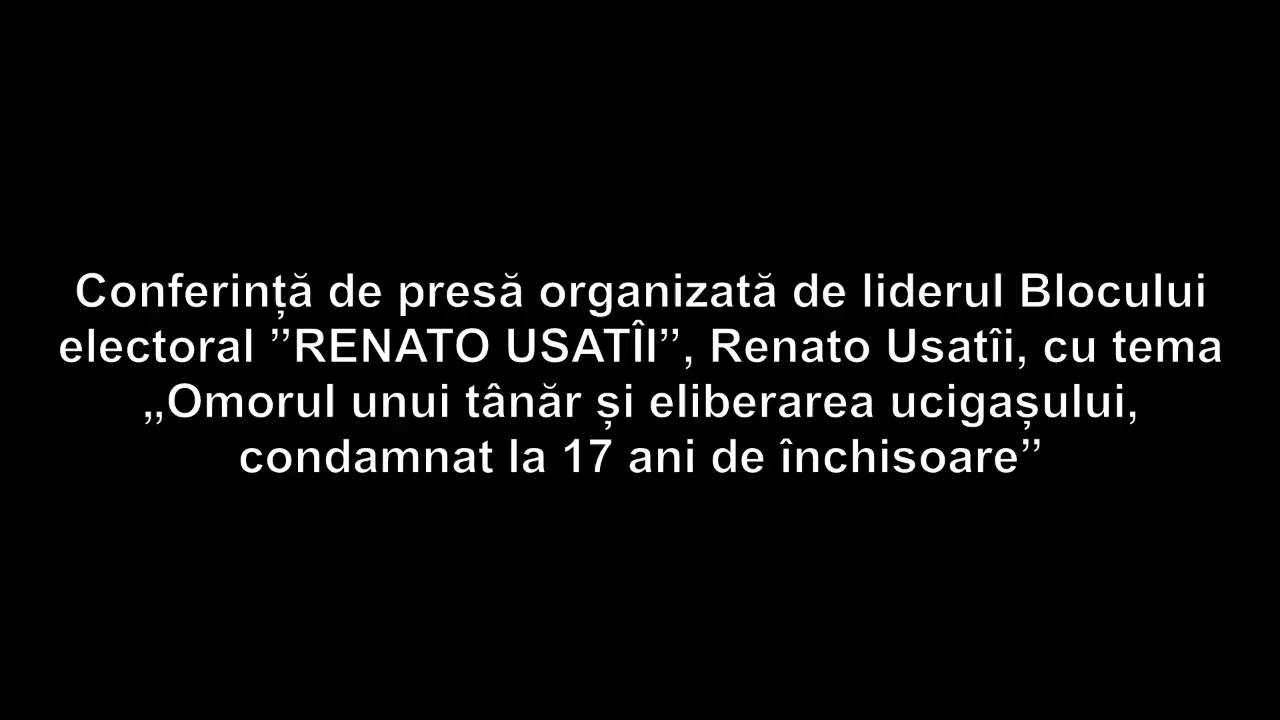 Conferință de presă organizată de liderul Blocului
electoral ”RENATO USATÎI”, Renato Usatîi, cu tema
„Omorul unui tânăr și eliberarea ucigașului,
condamnat la 17 ani de închisoare”